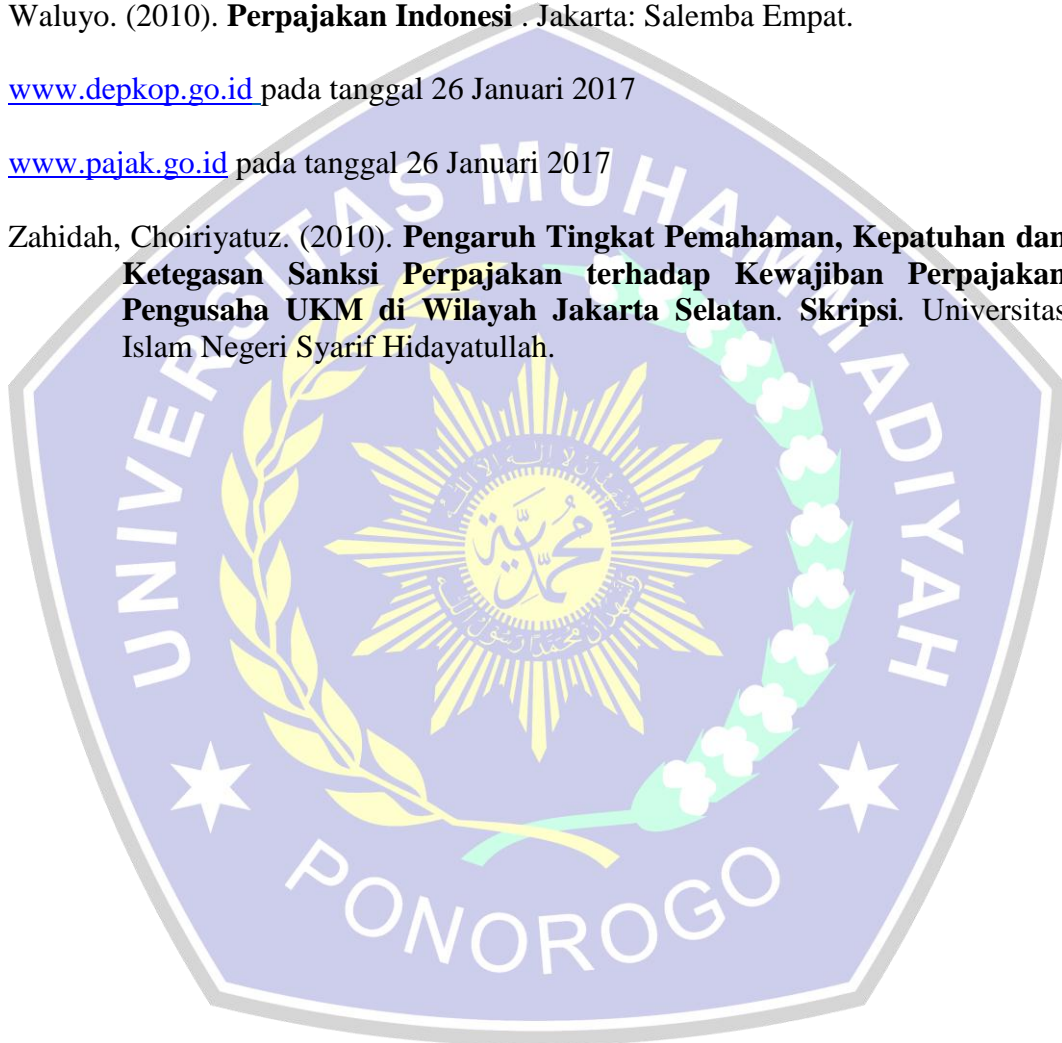 Waluyo. (2010). Perpajakan Indonesi . Jakarta: Salemba Empat.
www.depkop.go.id pada tanggal 26 Januari 2017
www.pajak.go.id pada tanggal 26 Januari 2017
Zahidah, Choiriyatuz. (2010). Pengaruh Tingkat Pemahaman, Kepatuhan dan
Ketegasan Sanksi Perpajakan terhadap Kewajiban Perpajakan
Pengusaha UKM di Wilayah Jakarta Selatan. Skripsi. Universitas
Islam Negeri Syarif Hidayatullah.
UNIVERSITAS MUHAMMADIYAH
محمدية
PONOROGO